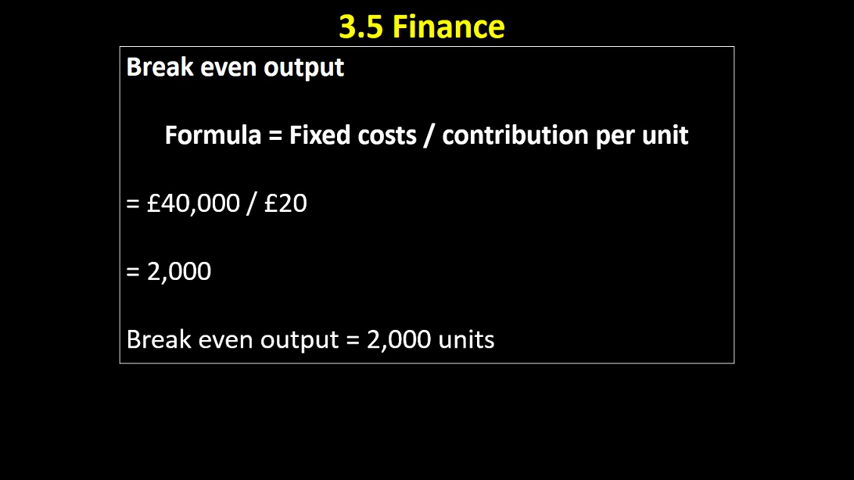 3.5 Finance
Break even output
Formula = Fixed costs / contribution per unit
= £40,000 / £20
= 2,000
Break even output = 2,000 units